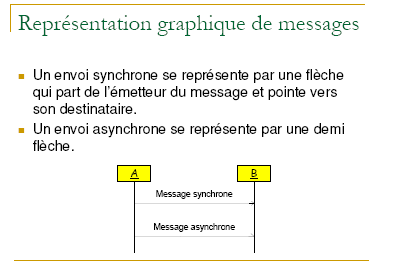 Représentation graphique de messages
Un envoi synchrone se représente par une flèche
qui part de l'émetteur du message et pointe vers
son destinataire.
Un envoi asynchrone se représente par une demi
flèche.
A B
Message synchrone
Message asynchrone